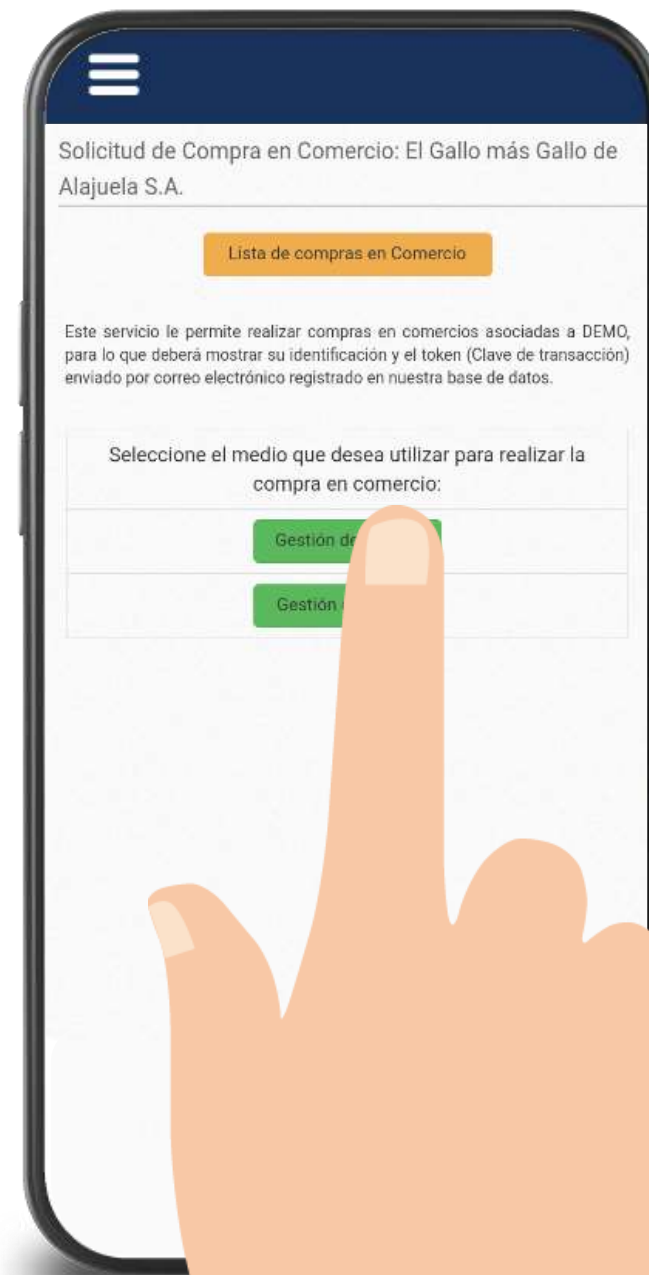 Solicitud de Compra en Comercio: El Gallo más Gallo de
Alajuela S.A.
Lista de compras en Comercio
Este servicio le permite realizar compras en comercios asociadas a DEMO,
para lo que deberá mostrar su identificación y el token (Clave de transacción)
enviado por correo electrónico registrado en nuestra base de datos.
Seleccione el medio que desea utilizar para realizar la
compra en comercio:
Gestión de
Gestión